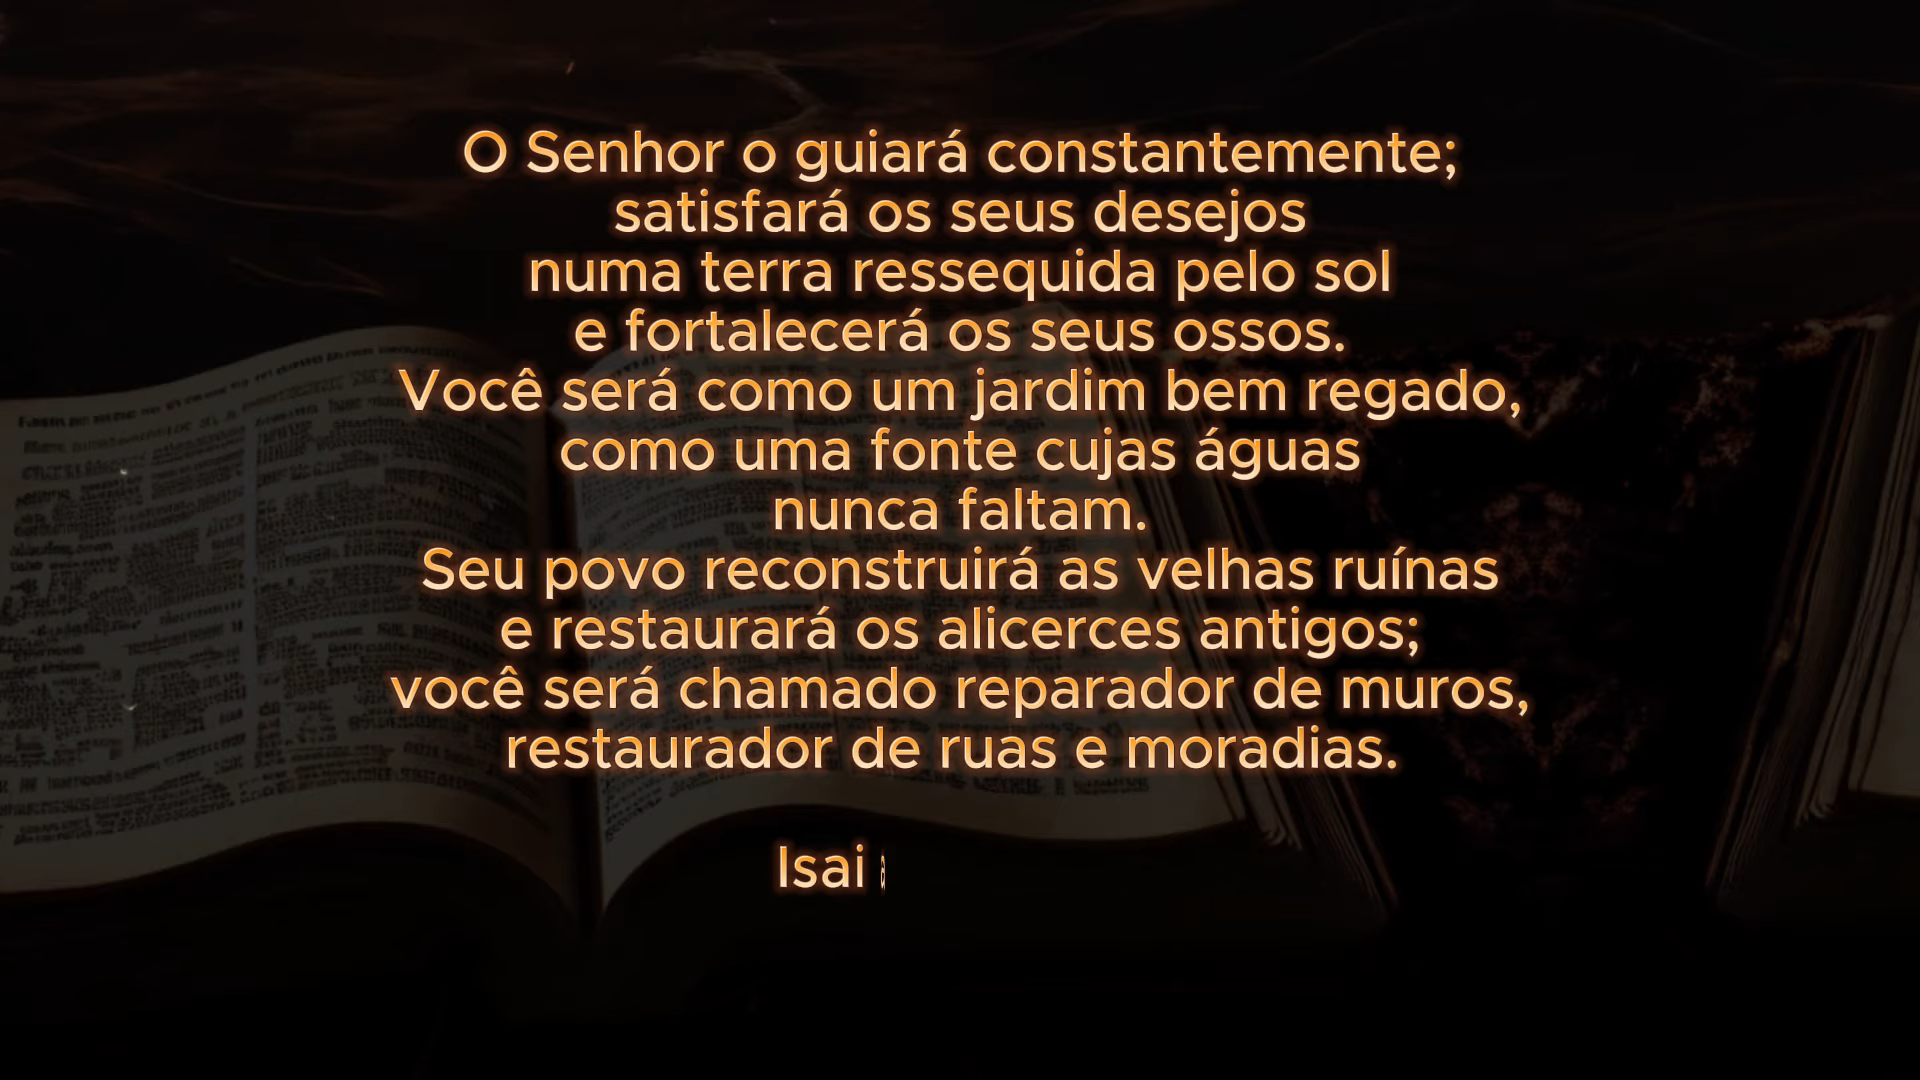 O Senhor o guiará constantemente;
satisfará os seus desejos
numa terra ressequida pelo sol
e fortalecerá os seus ossos.
Você será como um jardim bem regado,
como uma fonte cujas águas
nunca faltam.
Seu povo reconstruirá as velhas ruínas
e restaurará os alicerces antigos;
você será chamado reparador de muros,
restaurador de ruas e moradias.
Isai